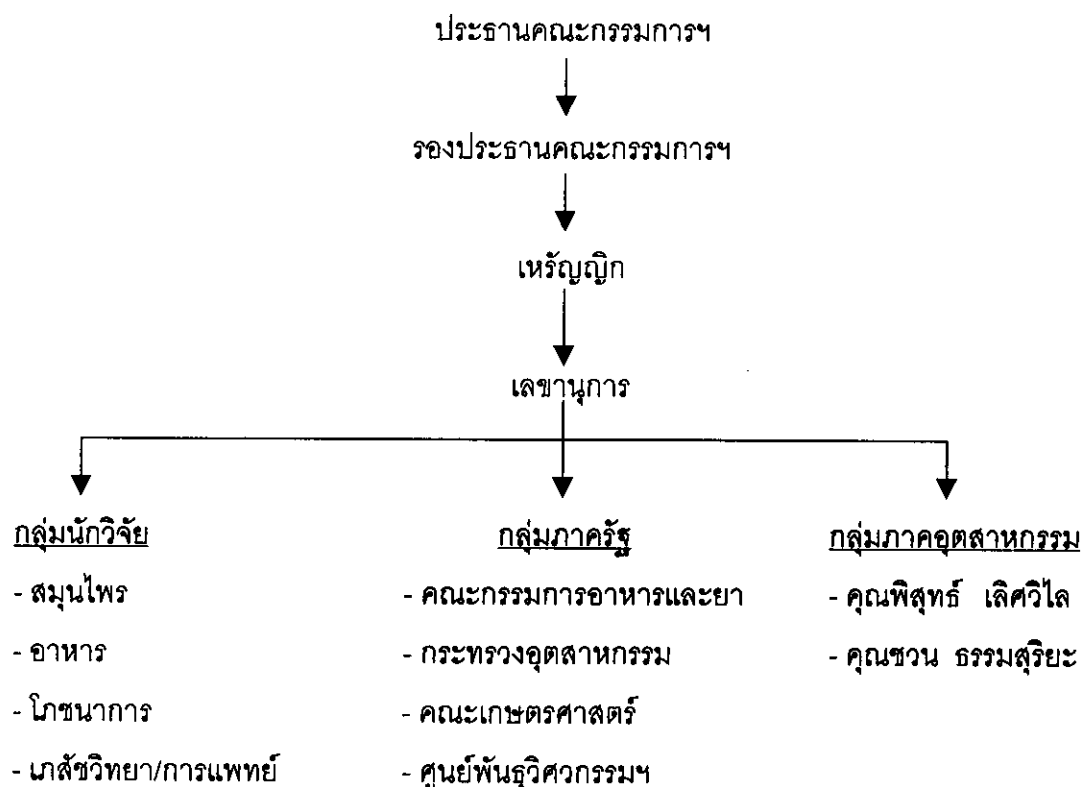 ประธานคณะกรรมการฯ
รองประธานคณะกรรมการฯ
เหรัญญิก
เลขานุการ
กลุ่มนักวิจัย
- สมุนไพร
- อาหาร
- โภชนาการ
- เภสัชวิทยา/การแพทย์
กลุ่มภาครัฐ
- คณะกรรมการอาหารและยา
- กระทรวงอุตสาหกรรม
- คณะเกษตรศาสตร์
- ศูนย์พันธุวิศวกรรมฯ
กลุ่มภาคอุตสาหกรรม
- คุณพิสุทธ์ เลิศวิไล
- คุณชวน ธรรมสุริยะ